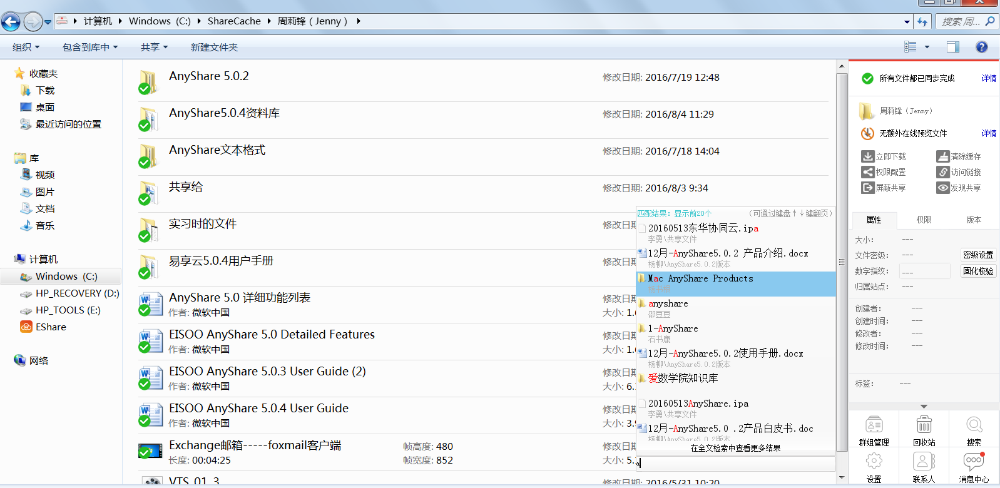 计算机 Windows (C:) ShareCache 周莉锋 ( Jenny )
搜索 周...
组织 包含到库中 共享 新建文件夹
收藏夹
下载
桌面
最近访问的位置
库
视频
图片
文档
音乐
计算机
Windows (C:)
HP_RECOVERY (D:)
HP_TOOLS (E:)
EShare
网络
AnyShare 5.0.2 修改日期: 2016/7/19 12:48
AnyShare5.0.4资料库 修改日期: 2016/8/4 11:29
AnyShare文本格式 修改日期: 2016/7/18 14:04
共享给 修改日期: 2016/8/3 9:34
实习时的文件 修改日期:
易享云5.0.4用户手册 修改日期:
AnyShare 5.0 详细功能列表 修改日期
作者: 微软中国 大小: 1.
EISOO AnyShare 5.0 Detailed Features 修改日期
作者: 微软中国 大小: 1.
EISOO AnyShare 5.0.3 User Guide (2) 修改日期
作者: 微软中国 大小: 6.
EISOO AnyShare 5.0.4 User Guide 修改日期
作者: 微软中国 大小: 3.
Exchange邮箱-----foxmail客户端 帧高度: 480 修改日期
长度: 00:04:25 帧宽度: 852 大小: 5.
VTS_01_3 修改日期: 2016/5/31 10:20
匹配结果: 显示前20个 （可通过键盘↑↓键翻页）
20160513东华协同云.ipa
李勇\共享文件
12月-AnyShare5.0.2 产品介绍.docx
杨柳\AnyShare5.0.2版本
Mac AnyShare Products
anyshare
邵豆豆
1-AnyShare
石书康
12月-AnyShare5.0.2使用手册.docx
杨柳\AnyShare5.0.2版本
爱数学院知识库
20160513AnyShare.ipa
李勇\共享文件
12月-AnyShare5.0 .2产品白皮书.doc
杨柳\AnyShare5.0.2版本
在全文检索中查看更多结果
a
所有文件都已同步完成 详情
周莉锋（Jenny）
无额外在线预览文件 详情
立即下载 清除缓存
权限配置 访问链接
屏蔽共享 发现共享
属性 权限 版本
大小: ---
文件密级: --- 密级设置
数字指纹: --- 固化校验
归属站点: ---
创建者: ---
创建时间: ---
修改者: ---
修改时间: ---
标签: ---
群组管理 回收站 搜索
设置 联系人 消息中心